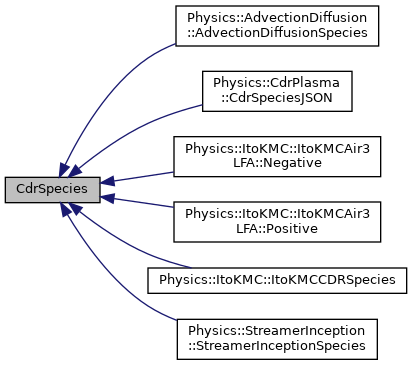 Physics::AdvectionDiffusion
::AdvectionDiffusionSpecies
Physics::CdrPlasma
::CdrSpeciesJSON
Physics::ItoKMC::ItoKMCAir3
LFA::Negative
CdrSpecies
Physics::ItoKMC::ItoKMCAir3
LFA::Positive
Physics::ItoKMC::ItoKMCCDRSpecies
Physics::StreamerInception
::StreamerInceptionSpecies